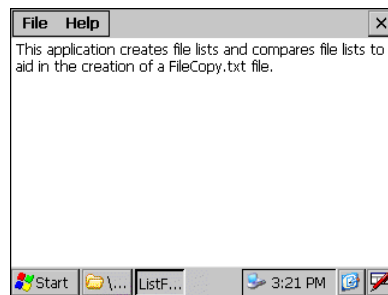 File Help
This application creates file lists and compares file lists to
aid in the creation of a FileCopy.txt file.
Start \... ListF... 3:21 PM